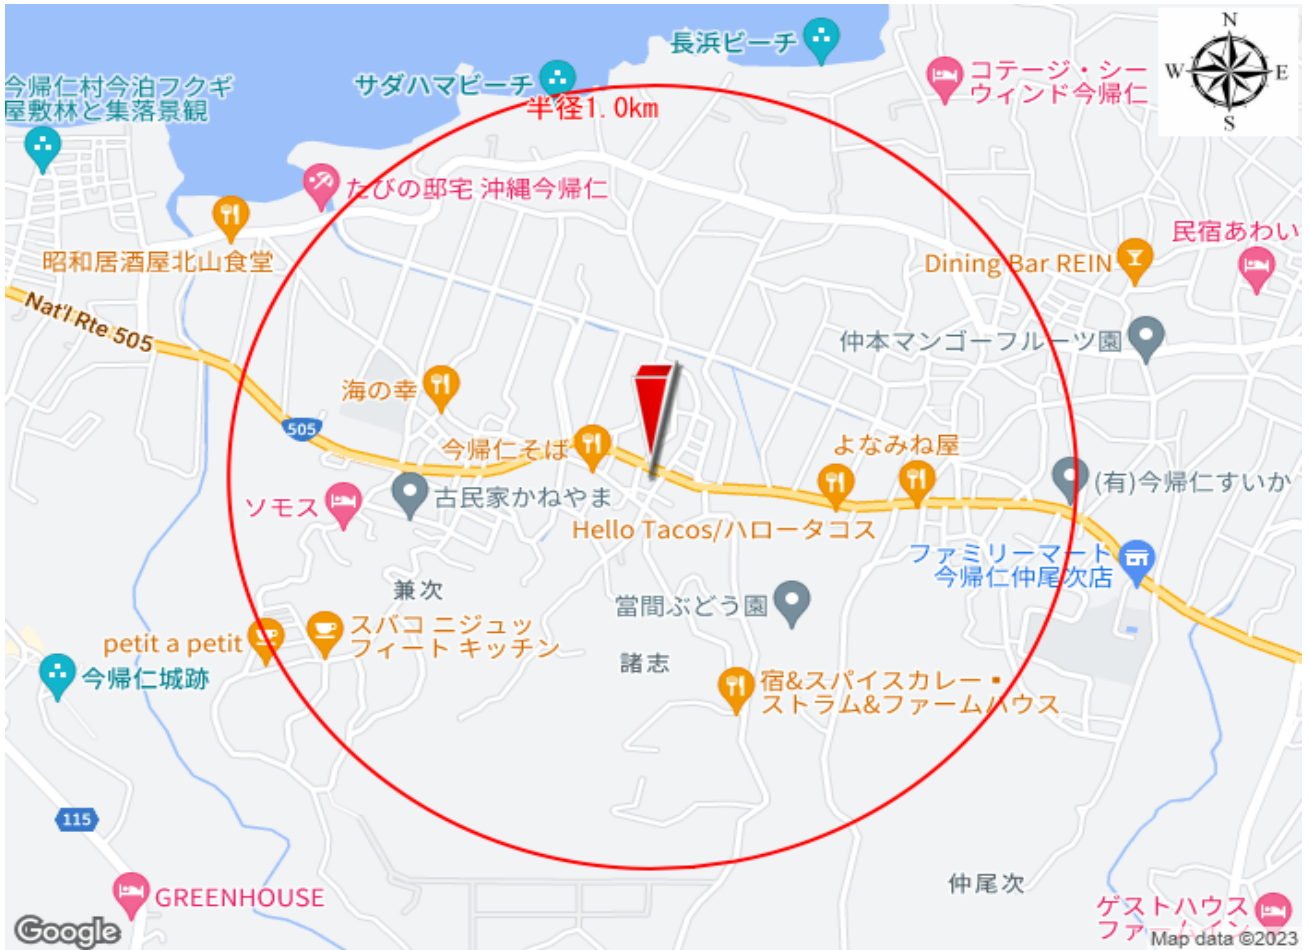 N
W
E
S
長浜ビーチ
コテージ・シー
ウィンド今帰仁
今帰仁村今泊フクギ
屋敷林と集落景観
サダハマビーチ
半径1.0km
たびの邸宅 沖縄今帰仁
昭和居酒屋北山食堂
民宿あわい
Dining Bar REIN
Nat'l Rte 505
仲本マンゴーフルーツ園
海の幸
505
今帰仁そば
よなみね屋
ソモス
古民家かねやま
(有)今帰仁すいか
Hello Tacos/ハロータコス
ファミリーマート
今帰仁仲尾次店
兼次
當間ぶどう園
petit a petit
スバコ ニジュッ
フィート キッチン
諸志
今帰仁城跡
宿&スパイスカレー・
ストラム&ファームハウス
115
仲尾次
GREENHOUSE
ゲストハウス
ファームイン
Google
Map data ©2023